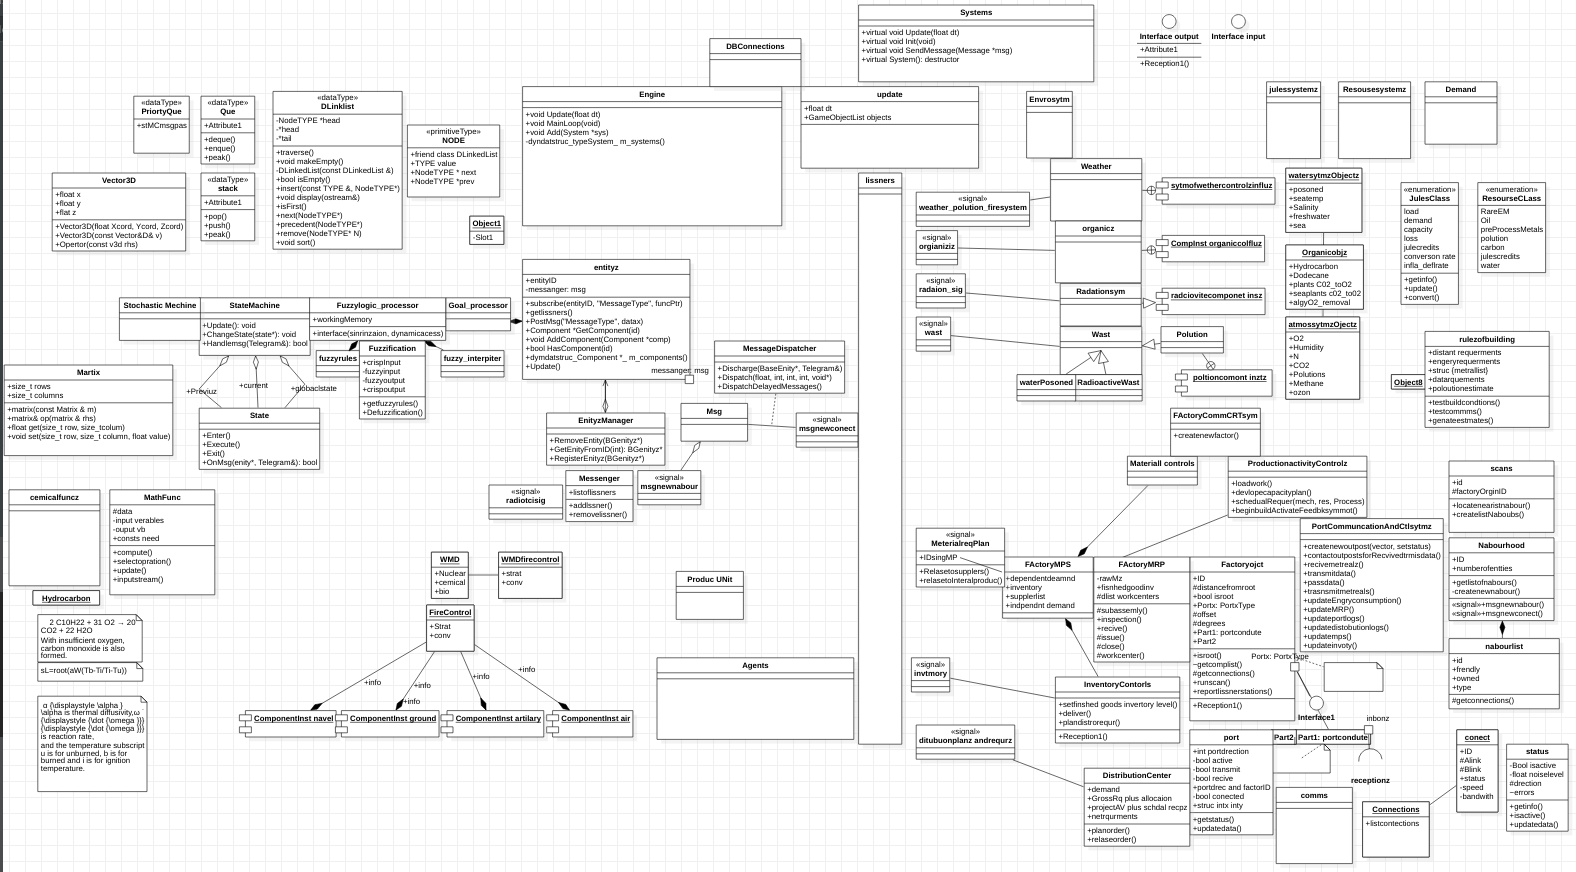 Systems
+virtual void Update(float dt)
+virtual void Init(void)
+virtual void SendMessage(Message *msg)
+virtual System(): destructor
Interface output
+Attribute1
+Reception1()
Interface input
DBConnections
Engine
+void Update(float dt)
+void MainLoop(void)
+void Add(System *sys)
-dyndatstruc_typeSystem_ m_systems()
update
+float dt
+GameObjectList objects
Envrosytm
julessystemz
Resousesystemz
Demand
«dataType»
PriortyQue
+stMCmsgpas
«dataType»
Que
+Attribute1
+deque()
+enque()
+peak()
«dataType»
DLinklist
-NodeTYPE *head
-*head
-*tail
+traverse()
+void makeEmpty()
-DLinkedList(const DLinkedList &)
+bool isEmpty()
+insert(const TYPE &, NodeTYPE*)
+void display(ostream&)
+isFirst()
+next(NodeTYPE*)
+precedent(NodeTYPE*)
+remove(NodeTYPE* N)
+void sort()
«primitiveType»
NODE
+friend class DLinkedList
+TYPE value
+NodeTYPE * next
+NodeTYPE *prev
Vector3D
+float x
+float y
+flat z
+Vector3D(float Xcord, Ycord, Zcord)
+Vector3D(const Vector&D& v)
+Opertor(const v3d rhs)
«dataType»
stack
+Attribute1
+pop()
+push()
+peak()
Object1
-Slot1
lissners
Weather
sytmofwethercontrolzinfluz
«signal»
weather_polution_firesystem
organicz
«signal»
orgianiziz
CompInst organiccolfluz
Radationsym
«signal»
radaion_sig
radciovitecomponet insz
Wast
«signal»
wast
Polution
poltioncomont inztz
waterPosoned
RadioactiveWast
watersytmzObjectz
+posoned
+seatemp
+Salinity
+freshwater
+sea
Organicobjz
+Hydrocarbon
+Dodecane
+plants C02_toO2
+seaplants c02_to02
+algyO2_removal
atmossytmzOjectz
+O2
+Humidity
+N
+CO2
+Polutions
+Methane
+ozon
«enumeration»
JulesClass
load
demand
capacity
loss
julecredits
converson rate
infla_deflrate
+getinfo()
+update()
+convert()
«enumeration»
ResourseCLass
RareEM
Dil
preProcessMetals
polution
carbon
julescredits
water
rulezofbuilding
+distant requerments
+engeyrequerments
+struc (metrallist)
+datarquements
+poloutionestimate
+testbuildcondtions()
+testcommms()
+genateestmates()
Object8
Stochastic Mechine
StateMachine
+Update(): void
+ChangeState(state*): void
+Handlemsg(Telegram&): bool
Fuzzylogic_processor
+workingMemory
+interface(sinrinzaion, dynamicacess)
Goal_processor
entityz
+entityID
-messanger: msg
+subscribe(entityID, "MessageType", funcPtr)
+getlissners()
+PostMsg("MessageType", datax)
+Component *GetComponent(id)
+void AddComponent(Component *comp)
+bool HasComponent(id)
+dymdatstruc_Component *_ m_components()
+Update()
messanger: msg
fuzzyrules
Fuzzification
+crispInput
-fuzzyinput
-fuzzyoutput
+crispoutput
+getfuzzyrules()
+Defuzzification()
fuzzy_interpiter
MessageDispatcher
+Discharge(BaseEnity*, Telegram&)
+Dispatch(float, int, int, int, void*)
+DispatchDelayedMessages()
Martix
+size_t rows
+size_t columns
+matrix(const Matrix & m)
+matrix& op(matrix & rhs)
+float get(size_t row, size_tcolum)
+void set(size_t row, size_t column, float value)
+Previuz
+current
+globaclstate
State
+Enter()
+Execute()
+Exit()
+OnMsg(enity*, Telegram&): bool
EnityzManager
+RemoveEntity(BGenityz*)
+GetEnityFromID(int): BGenityz*
+RegisterEnityz(BGenityz*)
Msg
«signal»
msgnewconect
Messenger
+listoflissners
+addlssner()
+removelissner()
«signal»
msgnewnabour
«signal»
radiotcisig
cemicalfuncz
MathFunc
#data
-input verables
-ouput vb
+consts need
+compute()
+selectopration()
+update()
+inputstream()
Hydrocarbon
2 C10H22 + 31 O2 → 20
CO2 + 22 H2O
With insufficient oxygen,
carbon monoxide is also
formed.
sL=root(aW(Tb-Ti/Ti-Tu))
α {\displaystyle \alpha }
\alpha is thermal diffusivity,ω
{\displaystyle {\dot {\omega }}}
{\displaystyle {\dot {\omega }}}
is reaction rate,
and the temperature subscript
u is for unburned, b is for
burned and i is for ignition
temperature.
WMD
+Nuclear
+cemical
+bio
WMDfirecontrol
+strat
+conv
FireControl
+Strat
+conv
+info
+info
+info
+info
+info
ComponentInst navel
ComponentInst ground
ComponentInst artilary
ComponentInst air
Produc UNit
Agents
FActoryCommCRTsym
+createnewfactor()
Materiall controls
ProductionactivityControlz
+loadwork()
+devlopecapacityplan()
+schedualRequer(mech, res, Process)
+beginbuildActivateFeedbksymmot()
scans
+id
#factoryOrginID
+locatenearistnabour()
+createlistNaboubs()
PortCommuncationAndCtlsytmz
+createnewoutpost(vector, setstatus)
+contactoutpostsforRecivedtrmisdata()
+recivemetrealz()
+transmitdata()
+passdata()
+trasnmitmetreals()
+updateEngryconsumption()
+updateMRP()
+updateportlogs()
+updatedistobutionlogs()
+updatemps()
+updateinvoty()
Nabourhood
+ID
+numberofentties
+getlistofnabours()
-createnewnabour()
«signal»+msgnewnabour()
«signal»+msgnewconect()
nabourlist
+id
+frendly
+owned
+type
#getconnections()
«signal»
MeterialreqPlan
+IDsingMP
+Relasetosupplers()
+relasetoInteralproduc()
FActoryMPS
+dependentdeamnd
+inventory
+supplerlist
+indpendnt demand
FActoryMRP
-rawMz
+fisnhedgoodinv
#dlist workcenters
#subassemly()
+inspection()
+recive()
#issue()
#close()
#workcenter()
Factoryojct
+ID
#distancefromroot
+bool isroot
+Portx: PortxType
#offset
#degrees
+Part1: portcondute
+Part2
+isroot()
~getcomplist()
#getconnections()
+runscan()
+reportlissnerstations()
+Reception1()
Portx: PortxType
Interface1
inbonz
Part2
Part1: portcondute
receptionz
«signal»
invtmory
InventoryContorls
+setfinshed goods invertory level()
+deliver()
+plandistrorequr()
+Reception1()
«signal»
ditubuonplanz andrequrz
DistributionCenter
+demand
+GrossRq plus allocaion
+projectAV plus schdal recpz
+netrqurments
+planorder()
+relaseorder()
port
+int portdrection
-bool active
-bool transmit
-bool recive
+portdrec and factorID
-bool conected
+struc intx inty
+getstatus()
+updatedata()
comms
Connections
+listcontections
conect
+ID
#Alink
#Blink
+status
-speed
-bandwith
status
-Bool isactive
-float noiselevel
#drection
~errors
+getinfo()
+isactive()
+updatedata()